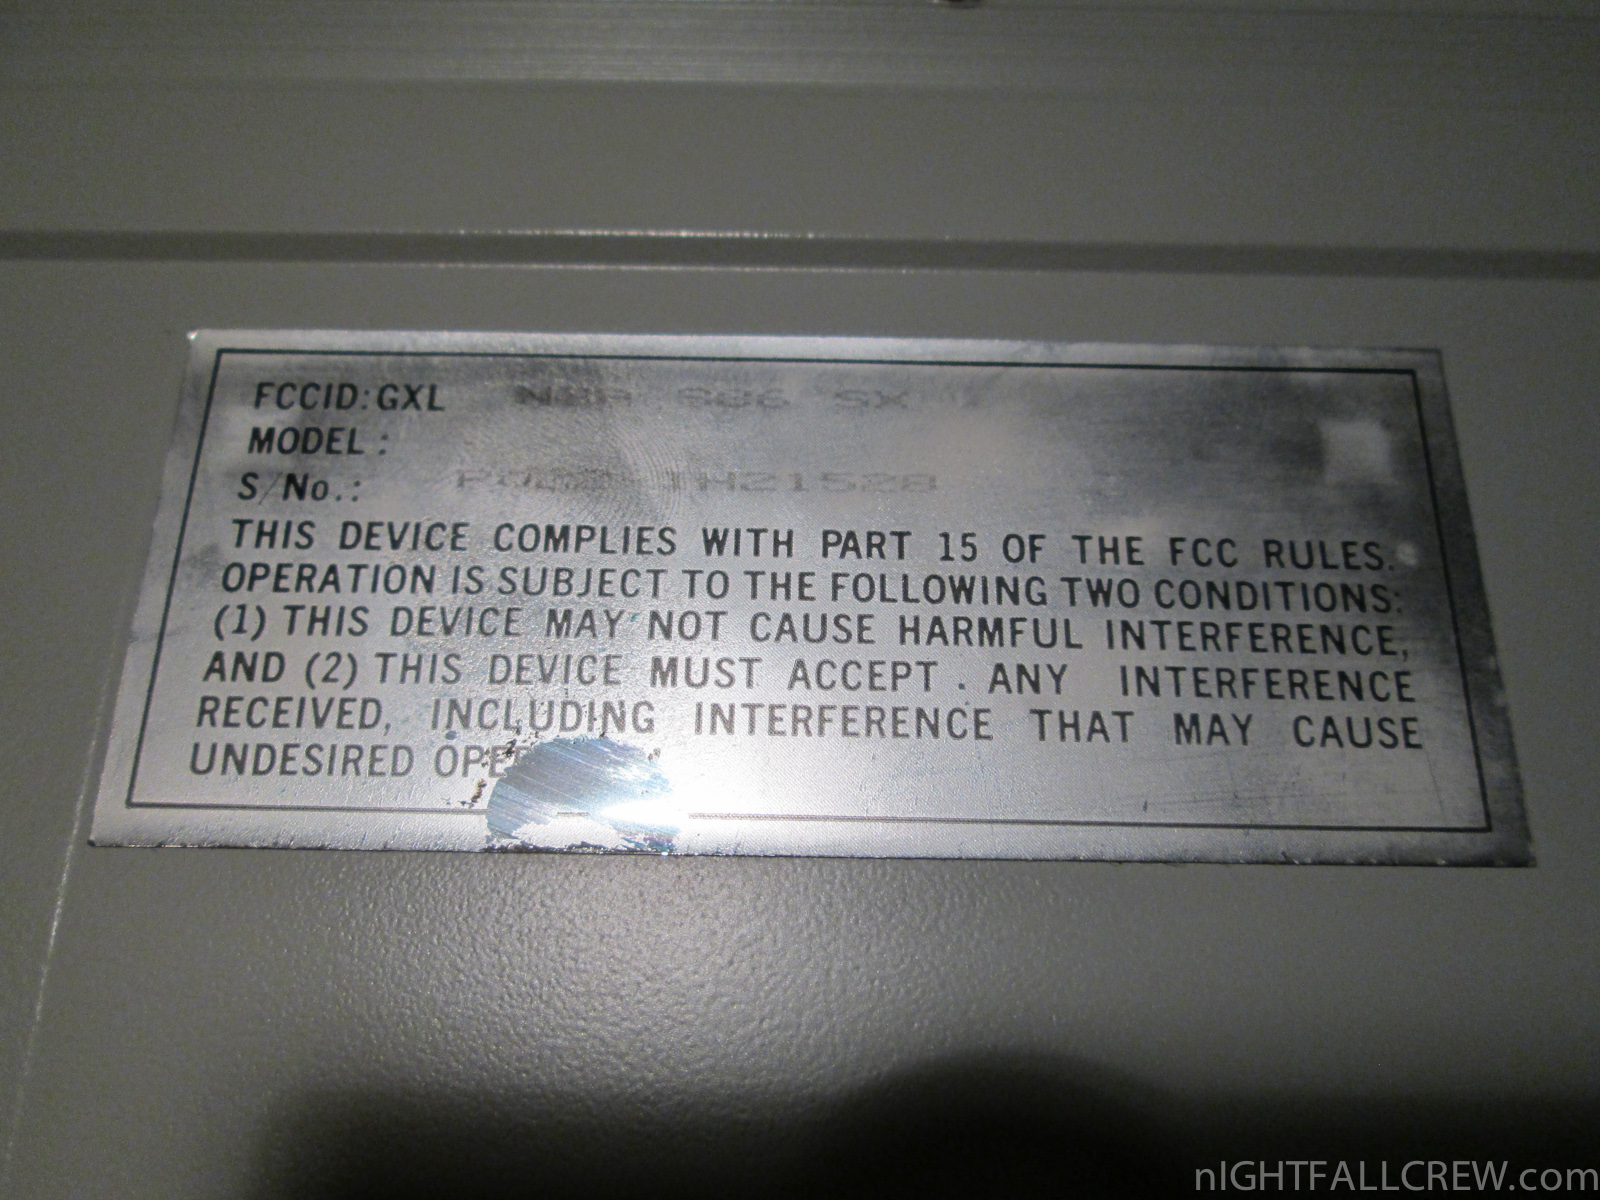 FCCID: GXL SX
MODEL :
S/No.: TH21528
THIS DEVICE COMPLIES WITH PART 15 OF THE FCC RULES.
OPERATION IS SUBJECT TO THE FOLLOWING TWO CONDITIONS:
(1) THIS DEVICE MAY NOT CAUSE HARMFUL INTERFERENCE,
AND (2) THIS DEVICE MUST ACCEPT . ANY INTERFERENCE
RECEIVED, INCLUDING INTERFERENCE THAT MAY CAUSE
UNDESIRED
nIGHTFALLCREW.com